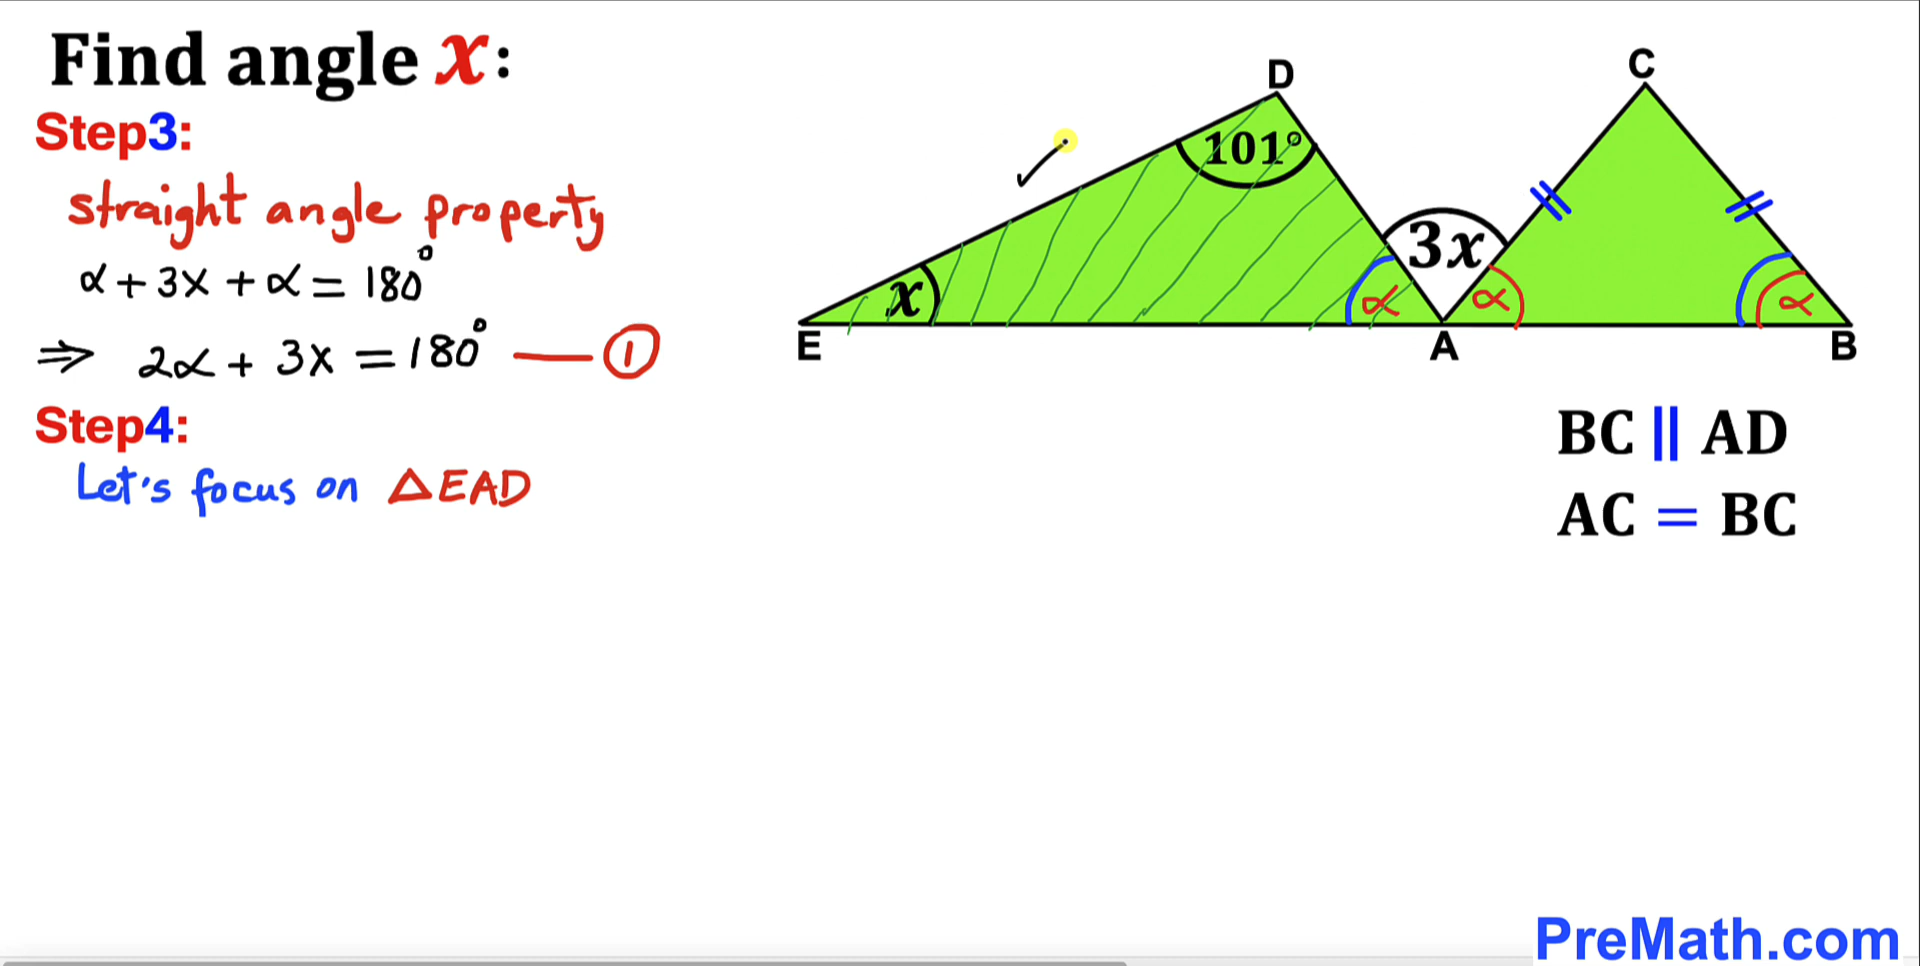 Find angle x:
Step3:
straight angle property
α + 3x + α = 180°
⇒ 2α + 3x = 180° —— ①
Step4:
Let's focus on △EAD
D
C
101°
3x
x
α
α
α
E
A
B
BC || AD
AC = BC
PreMath.com